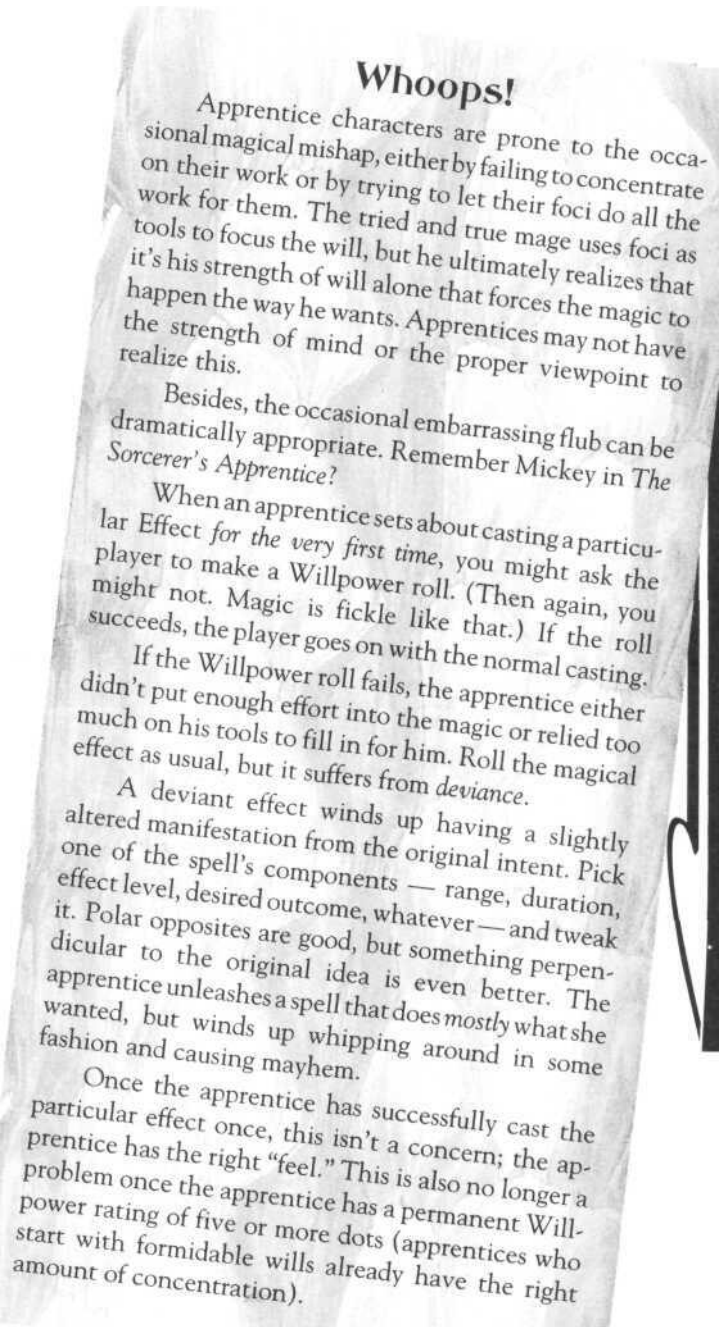 Whoops!
Apprentice characters are prone to the occa-
sional magical mishap, either by failing to concentrate
on their work or by trying to let their foci do all the
work for them. The tried and true mage uses foci as
tools to focus the will, but he ultimately realizes that
it's his strength of will alone that forces the magic to
happen the way he wants. Apprentices may not have
the strength of mind or the proper viewpoint to
realize this.
Besides, the occasional embarrassing flub can be
dramatically appropriate. Remember Mickey in The
Sorcerer's Apprentice?
When an apprentice sets about casting a particu-
lar Effect for the very first time, you might ask the
player to make a Willpower roll. (Then again, you
might not. Magic is fickle like that.) If the roll
succeeds, the player goes on with the normal casting.
If the Willpower roll fails, the apprentice either
didn't put enough effort into the magic or relied too
much on his tools to fill in for him. Roll the magical
effect as usual, but it suffers from deviance.
A deviant effect winds up having a slightly
altered manifestation from the original intent. Pick
one of the spell's components — range, duration,
effect level, desired outcome, whatever — and tweak
it. Polar opposites are good, but something perpen-
dicular to the original idea is even better. The
apprentice unleashes a spell that does mostly what she
wanted, but winds up whipping around in some
fashion and causing mayhem.
Once the apprentice has successfully cast the
particular effect once, this isn't a concern; the ap-
prentice has the right "feel." This is also no longer a
problem once the apprentice has a permanent Will-
power rating of five or more dots (apprentices who
start with formidable wills already have the right
amount of concentration).